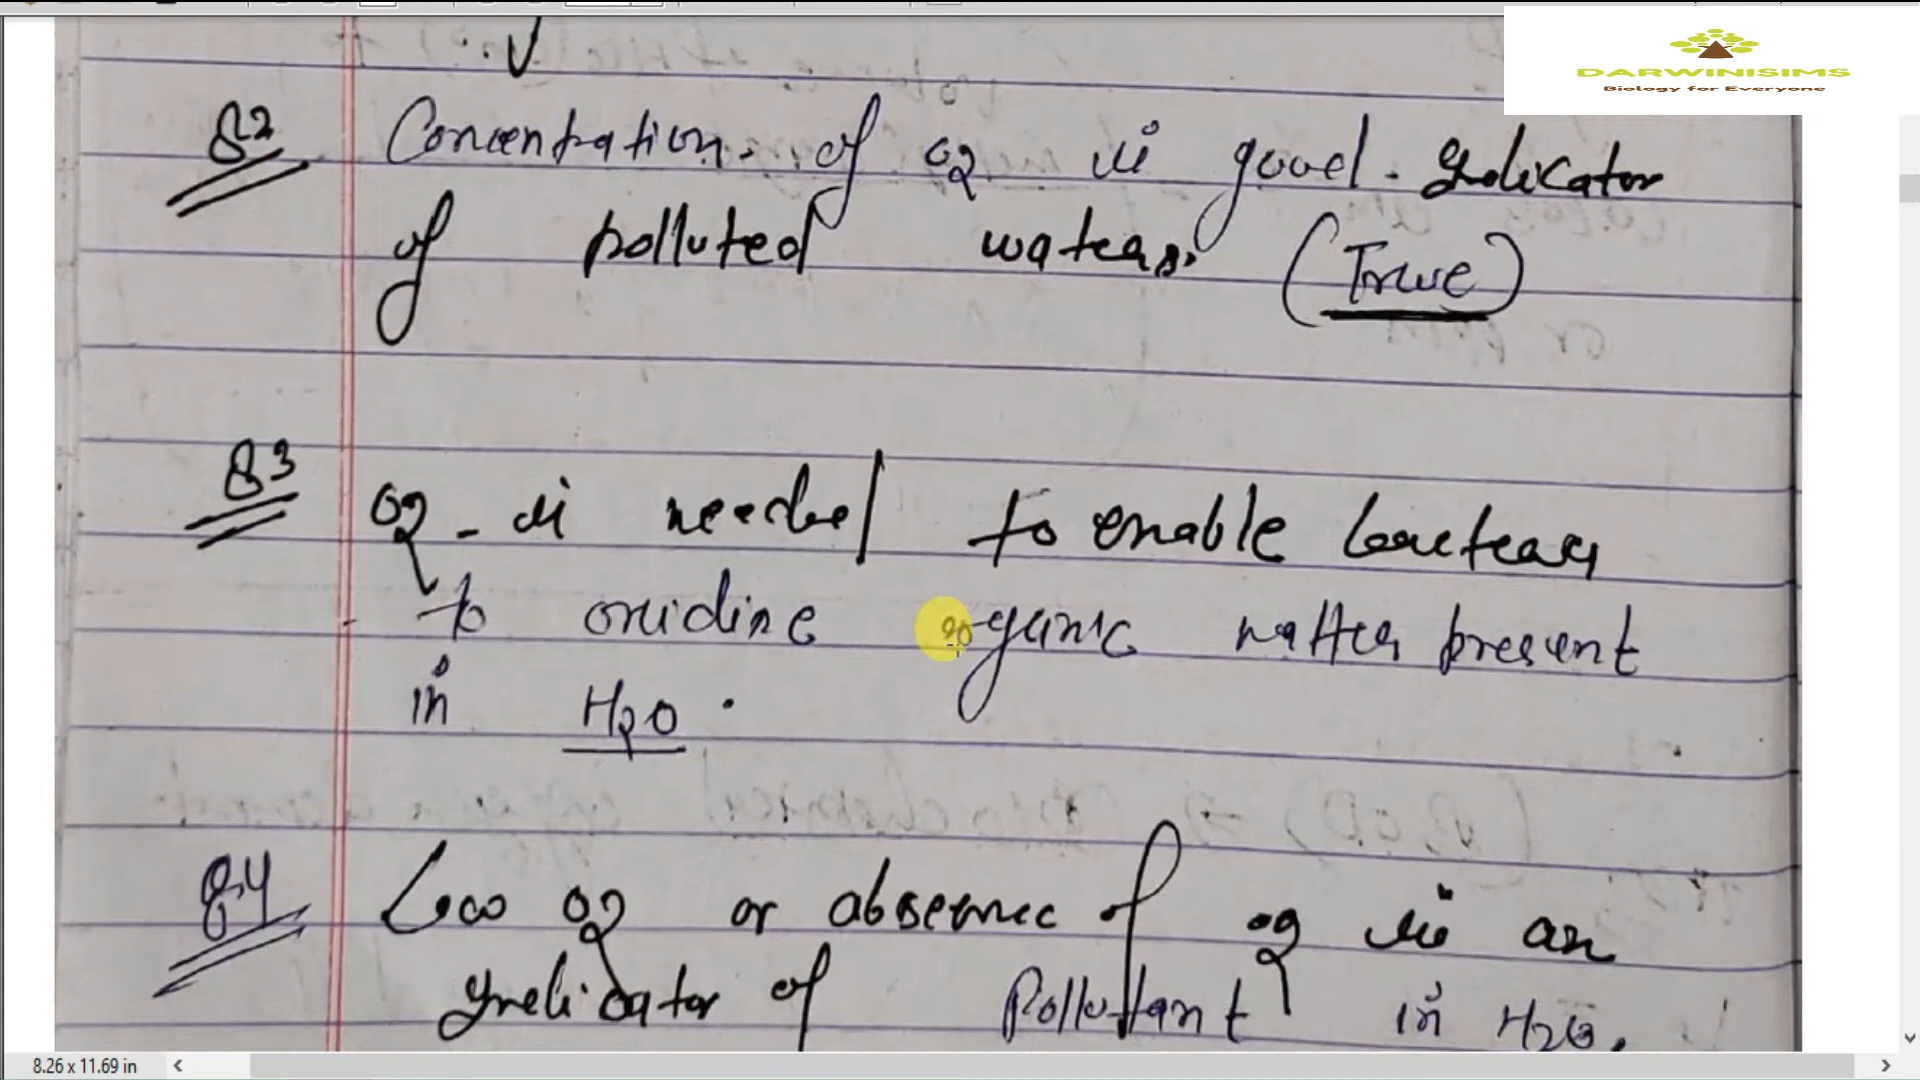 DARWINISIMS
Biology for Everyone
Q2 Concentration of O2 is good Indicator
of polluted waters. (True)
Q3 O2 is needed to enable bacteria
to oxidize organic matter present
in H2O.
Q4 Low O2 or absence of O2 is an
Indicator of Pollutant in H2O.
8.26 x 11.69 in